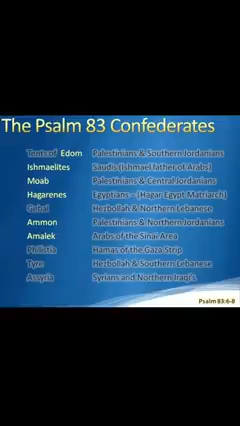 The Psalm 83 Confederates
Tents of Edom Palestinians & Southern Jordanians
Ishmaelites Saudis (Ishmael father of Arabs)
Moab Palestinians & Central Jordanians
Hagarenes Egyptians – (Hagar Egypt Matriarch)
Gebal Hezbollah & Northern Lebanese
Ammon Palestinians & Northern Jordanians
Amalek Arabs of the Sinai Area
Philistia Hamas of the Gaza Strip
Tyre Hezbollah & Southern Lebanese
Assyria Syrians and Northern Iraqi's
Psalm 83:6-8